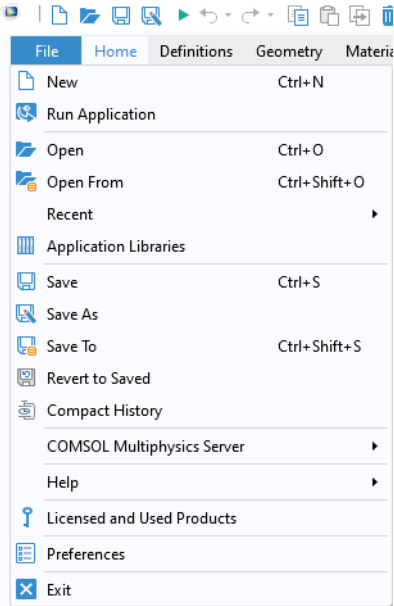 File Home Definitions Geometry Materia
New Ctrl+N
Run Application
Open Ctrl+O
Open From Ctrl+Shift+O
Recent
Application Libraries
Save Ctrl+S
Save As
Save To Ctrl+Shift+S
Revert to Saved
Compact History
COMSOL Multiphysics Server
Help
Licensed and Used Products
Preferences
Exit